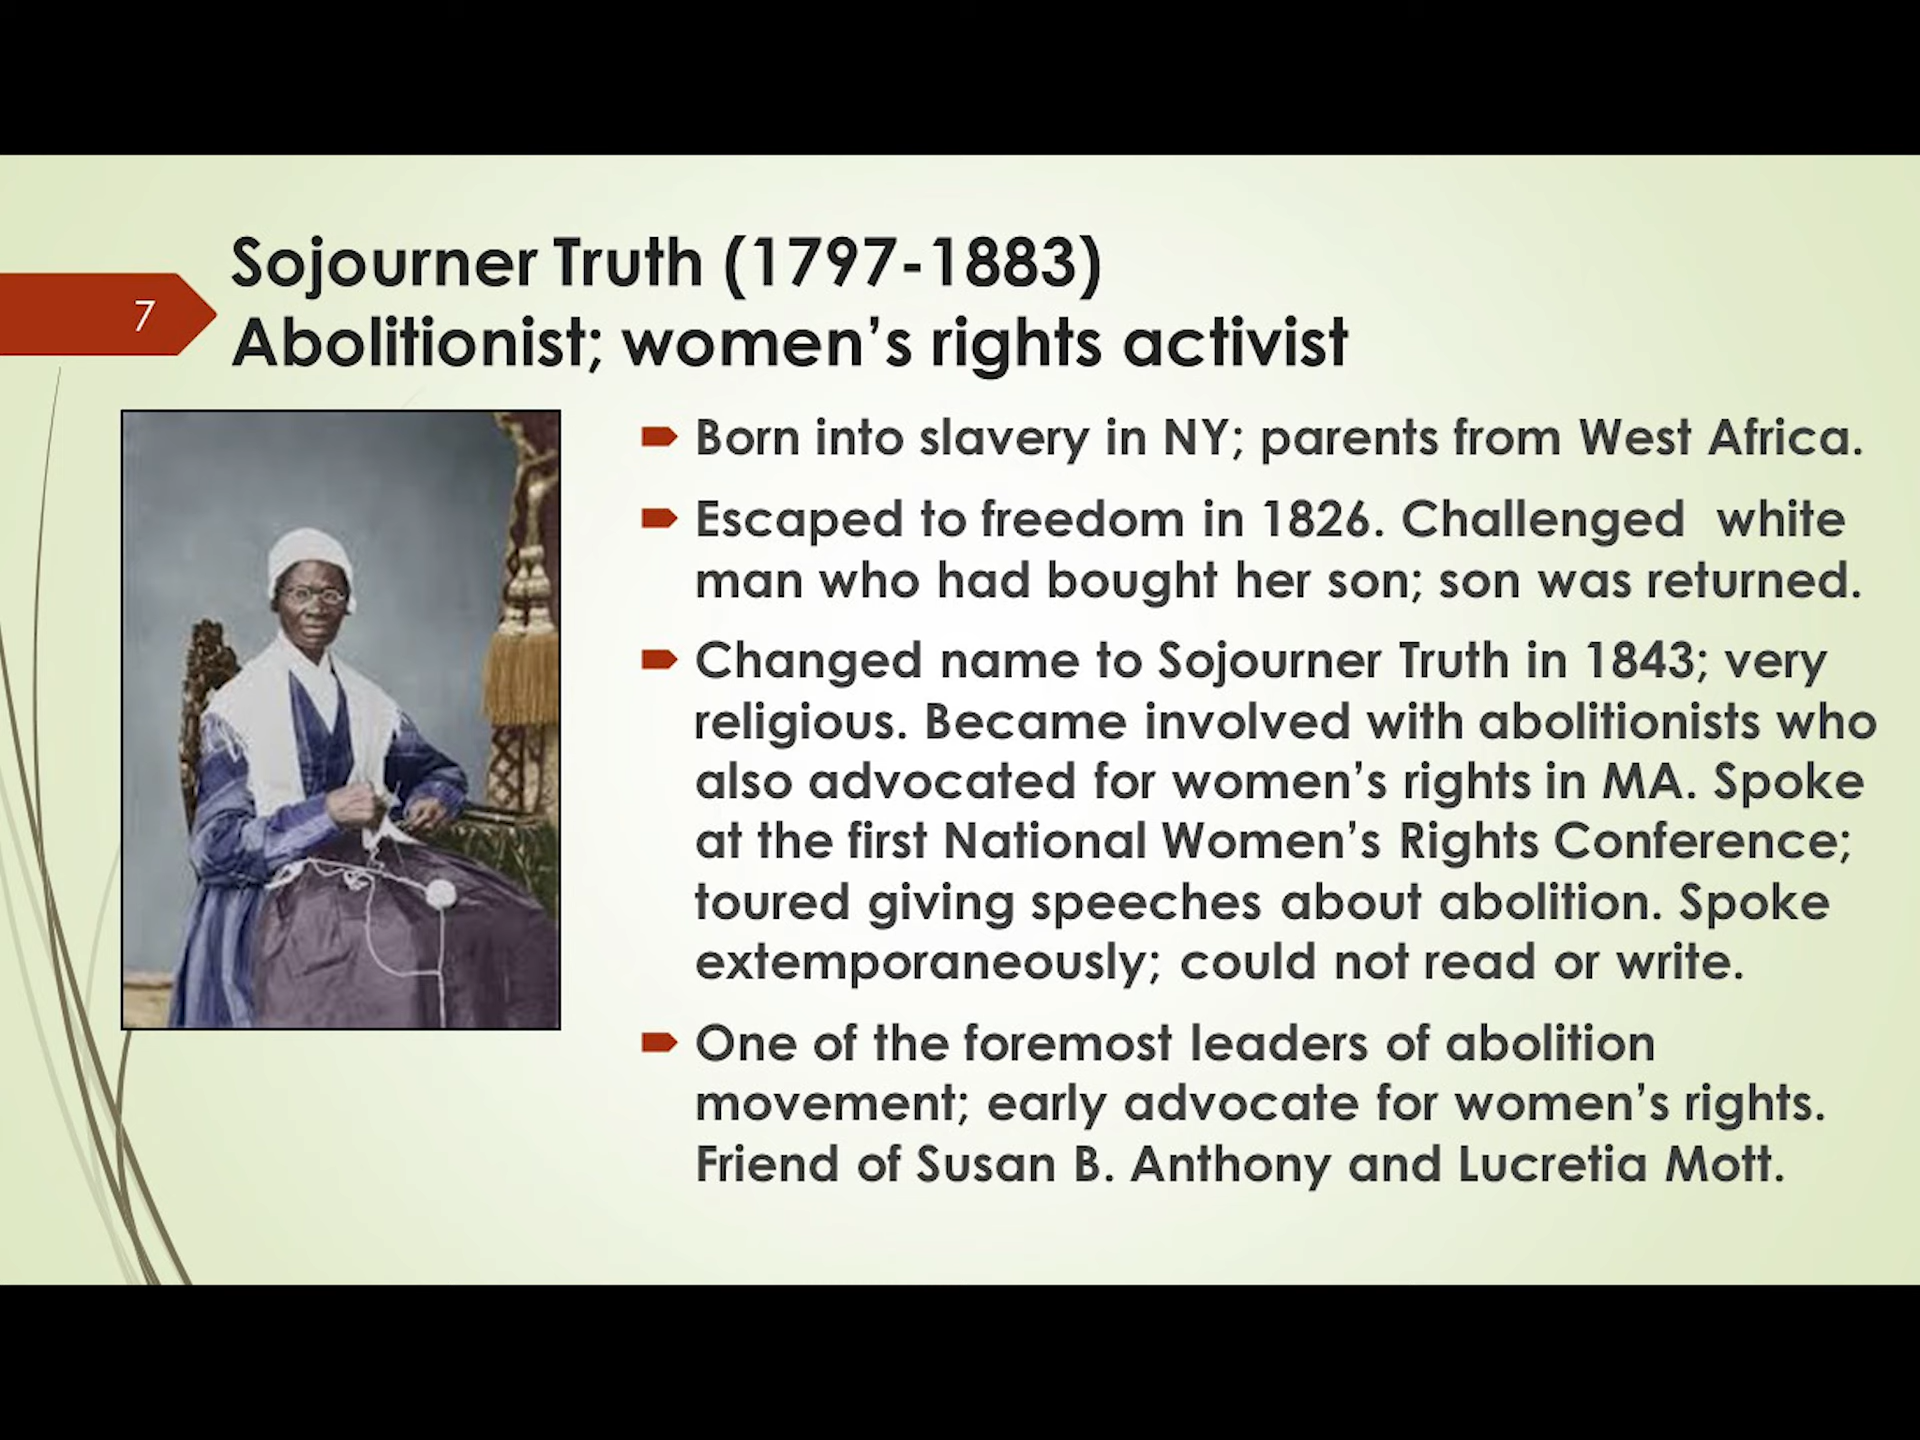 Sojourner Truth (1797-1883)
7
Abolitionist; women's rights activist
Born into slavery in NY; parents from West Africa.
Escaped to freedom in 1826. Challenged  white
man who had bought her son; son was returned.
Changed name to Sojourner Truth in 1843; very
religious. Became involved with abolitionists who
also advocated for women's rights in MA. Spoke
at the first National Women's Rights Conference;
toured giving speeches about abolition. Spoke
extemporaneously; could not read or write.
One of the foremost leaders of abolition
movement; early advocate for women's rights.
Friend of Susan B. Anthony and Lucretia Mott.